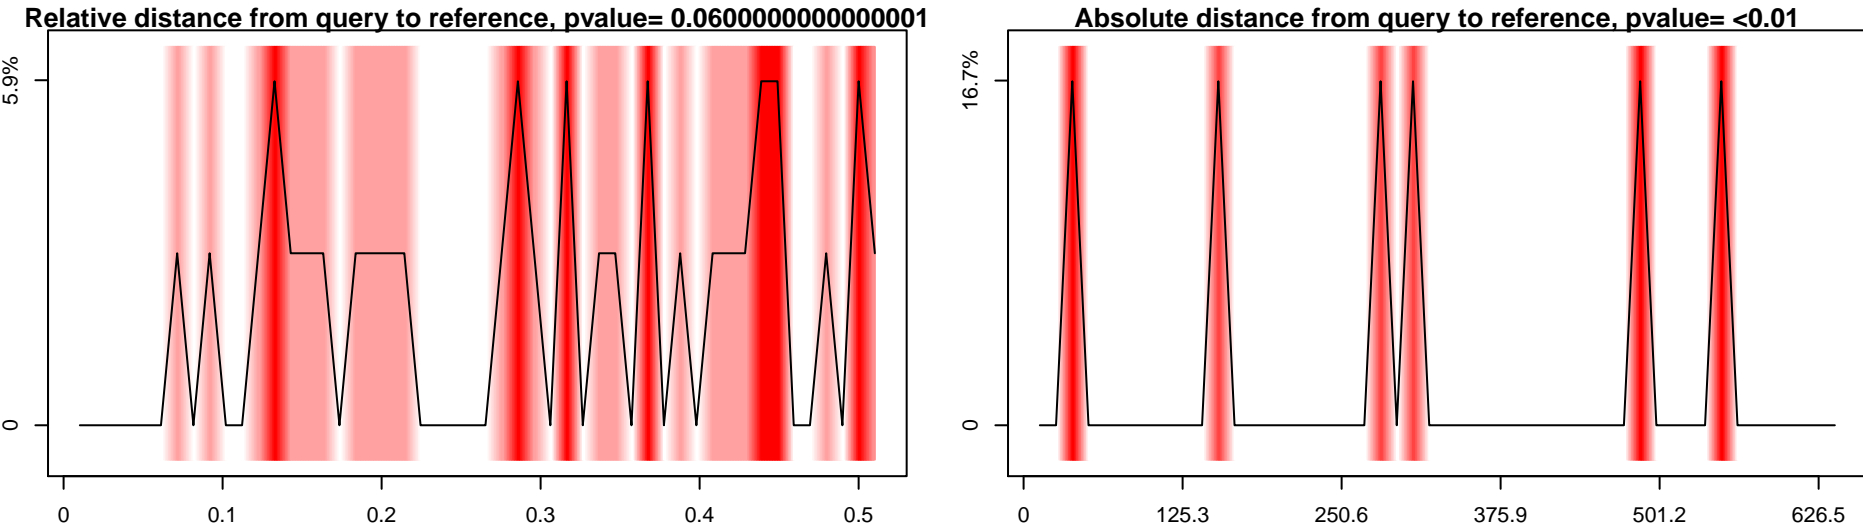 Relative distance from query to reference, pvalue= 0.0600000000000001
5.9%
0
0 0.1 0.2 0.3 0.4 0.5
Absolute distance from query to reference, pvalue= <0.01
16.7%
0
0 125.3 250.6 375.9 501.2 626.5